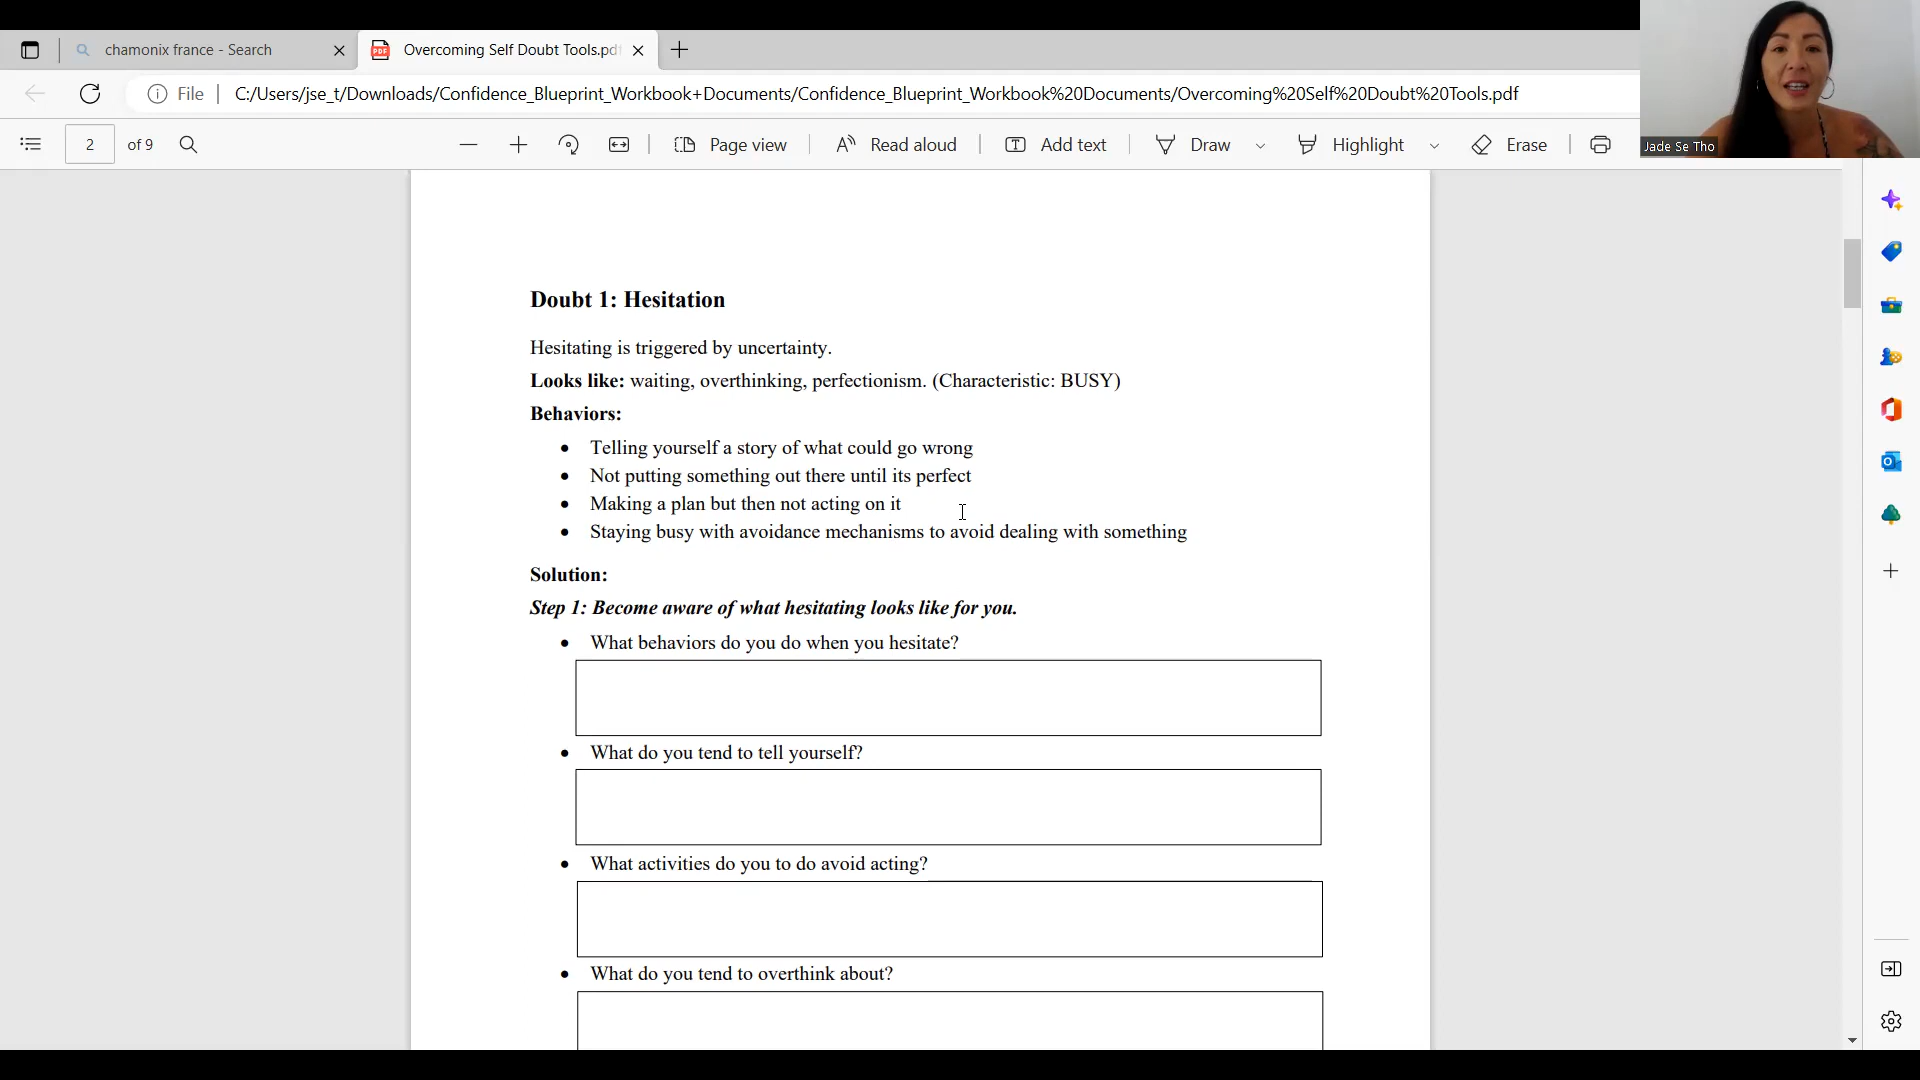 chamonix france - Search
Overcoming Self Doubt Tools.pdf
File
C:/Users/jse_t/Downloads/Confidence_Blueprint_Workbook+Documents/Confidence_Blueprint_Workbook%20Documents/Overcoming%20Self%20Doubt%20Tools.pdf
2 of 9
Page view
Read aloud
Add text
Draw
Highlight
Erase
Jade Se Tho
Doubt 1: Hesitation
Hesitating is triggered by uncertainty.
Looks like: waiting, overthinking, perfectionism. (Characteristic: BUSY)
Behaviors:
• Telling yourself a story of what could go wrong
• Not putting something out there until its perfect
• Making a plan but then not acting on it
• Staying busy with avoidance mechanisms to avoid dealing with something
Solution:
Step 1: Become aware of what hesitating looks like for you.
• What behaviors do you do when you hesitate?
• What do you tend to tell yourself?
• What activities do you to do avoid acting?
• What do you tend to overthink about?